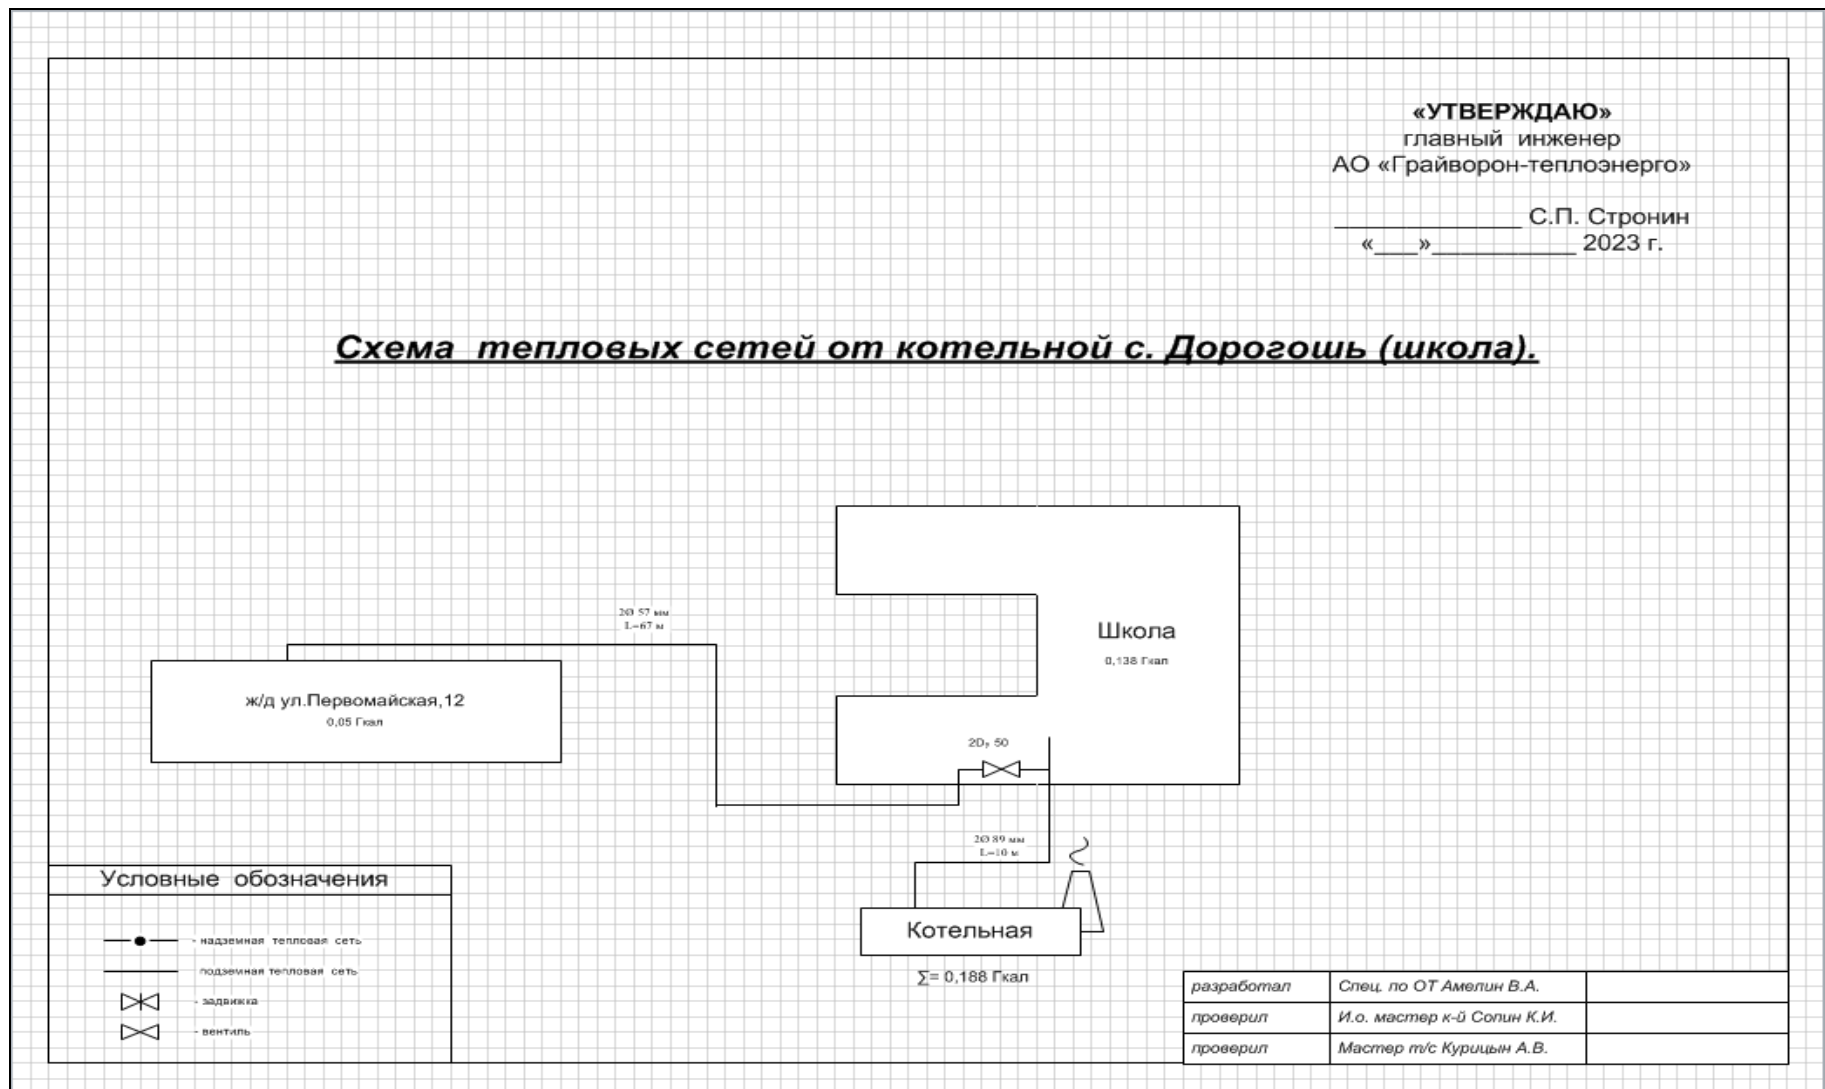 «УТВЕРЖДАЮ»
главный инженер
АО «Грайворон-теплоэнерго»
_____________ С.П. Стронин
«___»__________ 2023 г.
Схема тепловых сетей от котельной с. Дорогошь (школа).
2Ø 57 мм
L=67 м
Школа
0,138 Гкал
ж/д ул.Первомайская,12
0,05 Гкал
2Dу 50
2Ø 89 мм
L=10 м
Котельная
∑= 0,188 Гкал
Условные обозначения
- надземная тепловая сеть
подземная тепловая сеть
- задвижка
- вентиль
разработал Спец. по ОТ Амелин В.А.
проверил И.о. мастер к-й Сопин К.И.
проверил Мастер т/с Курицын А.В.